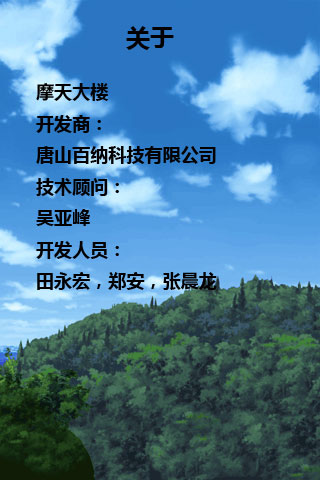 关于
摩天大楼
开发商：
唐山百纳科技有限公司
技术顾问：
吴亚峰
开发人员：
田永宏，郑安，张晨龙